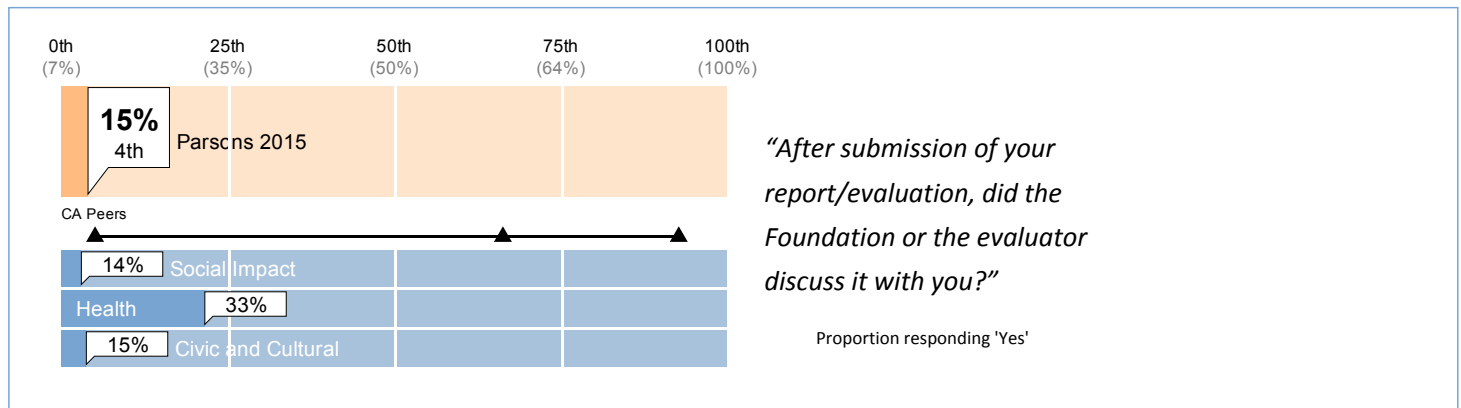 0th 25th 50th 75th 100th
(7%) (35%) (50%) (64%) (100%)
15%
4th
Parsons 2015
CA Peers
14% Social Impact
Health 33%
15% Civic and Cultural
“After submission of your
report/evaluation, did the
Foundation or the evaluator
discuss it with you?”
Proportion responding 'Yes'